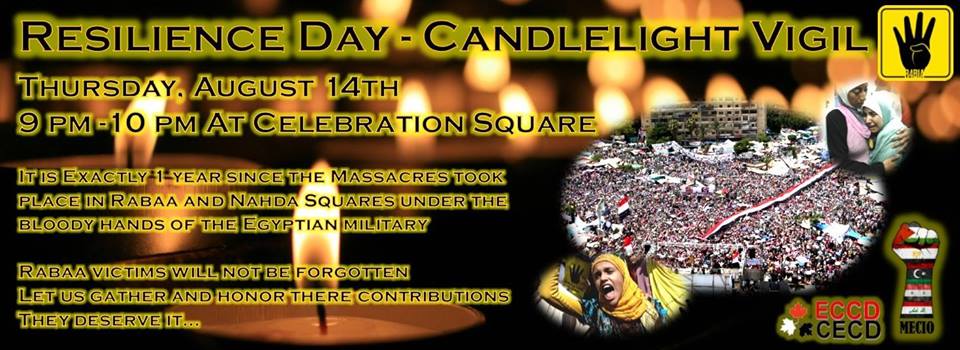 Resilience Day - Candlelight Vigil
RABIA
Thursday, August 14th
9 pm -10 pm At Celebration Square
It is Exactly 1 year since the Massacres took
place in Rabaa and Nahda Squares under the
bloody hands of the Egyptian military
Rabaa victims will not be forgotten
Let us gather and honor there contributions
They deserve it...
ECCD
CECD
MECIO